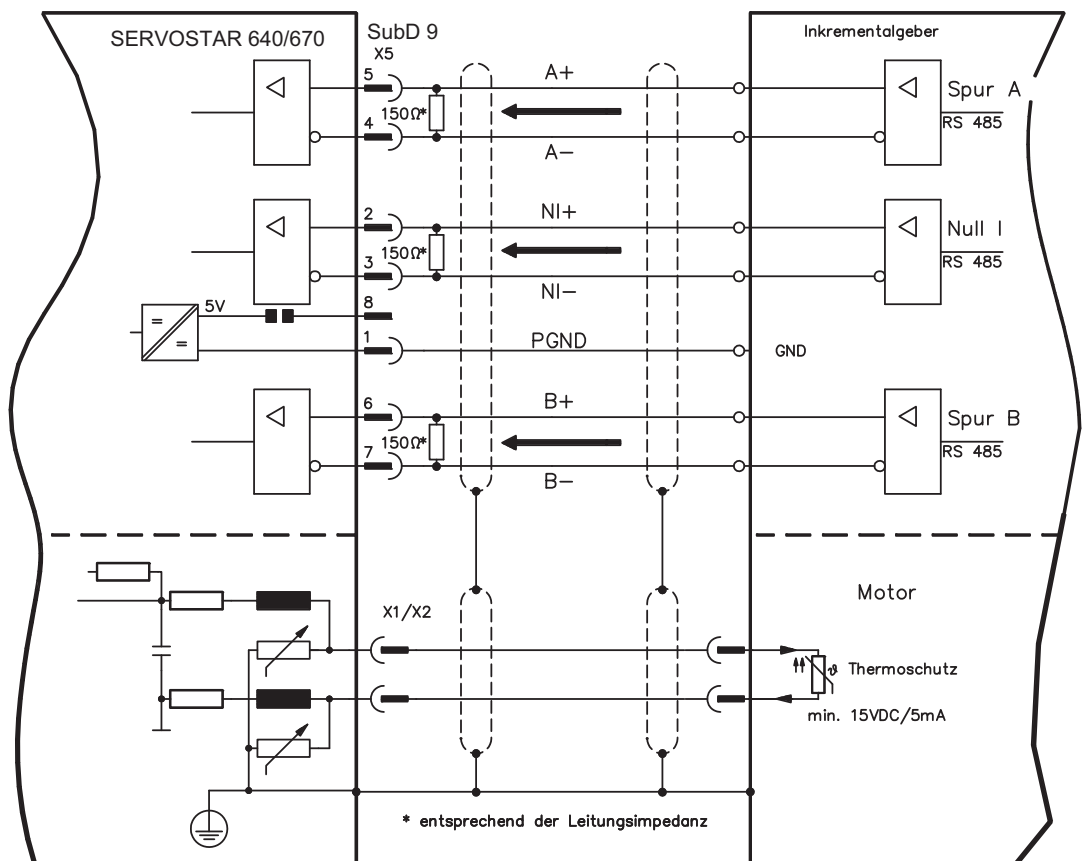 SERVOSTAR 640/670
SubD 9
X5
Inkrementalgeber
5
A+
Spur A
150Ω*
RS 485
4
A−
2
NI+
Null I
150Ω*
RS 485
3
NI−
5V
8
=
=
1
PGND
GND
6
B+
Spur B
150Ω*
RS 485
7
B−
Motor
X1/X2
ϑ Thermoschutz
min. 15VDC/5mA
* entsprechend der Leitungsimpedanz